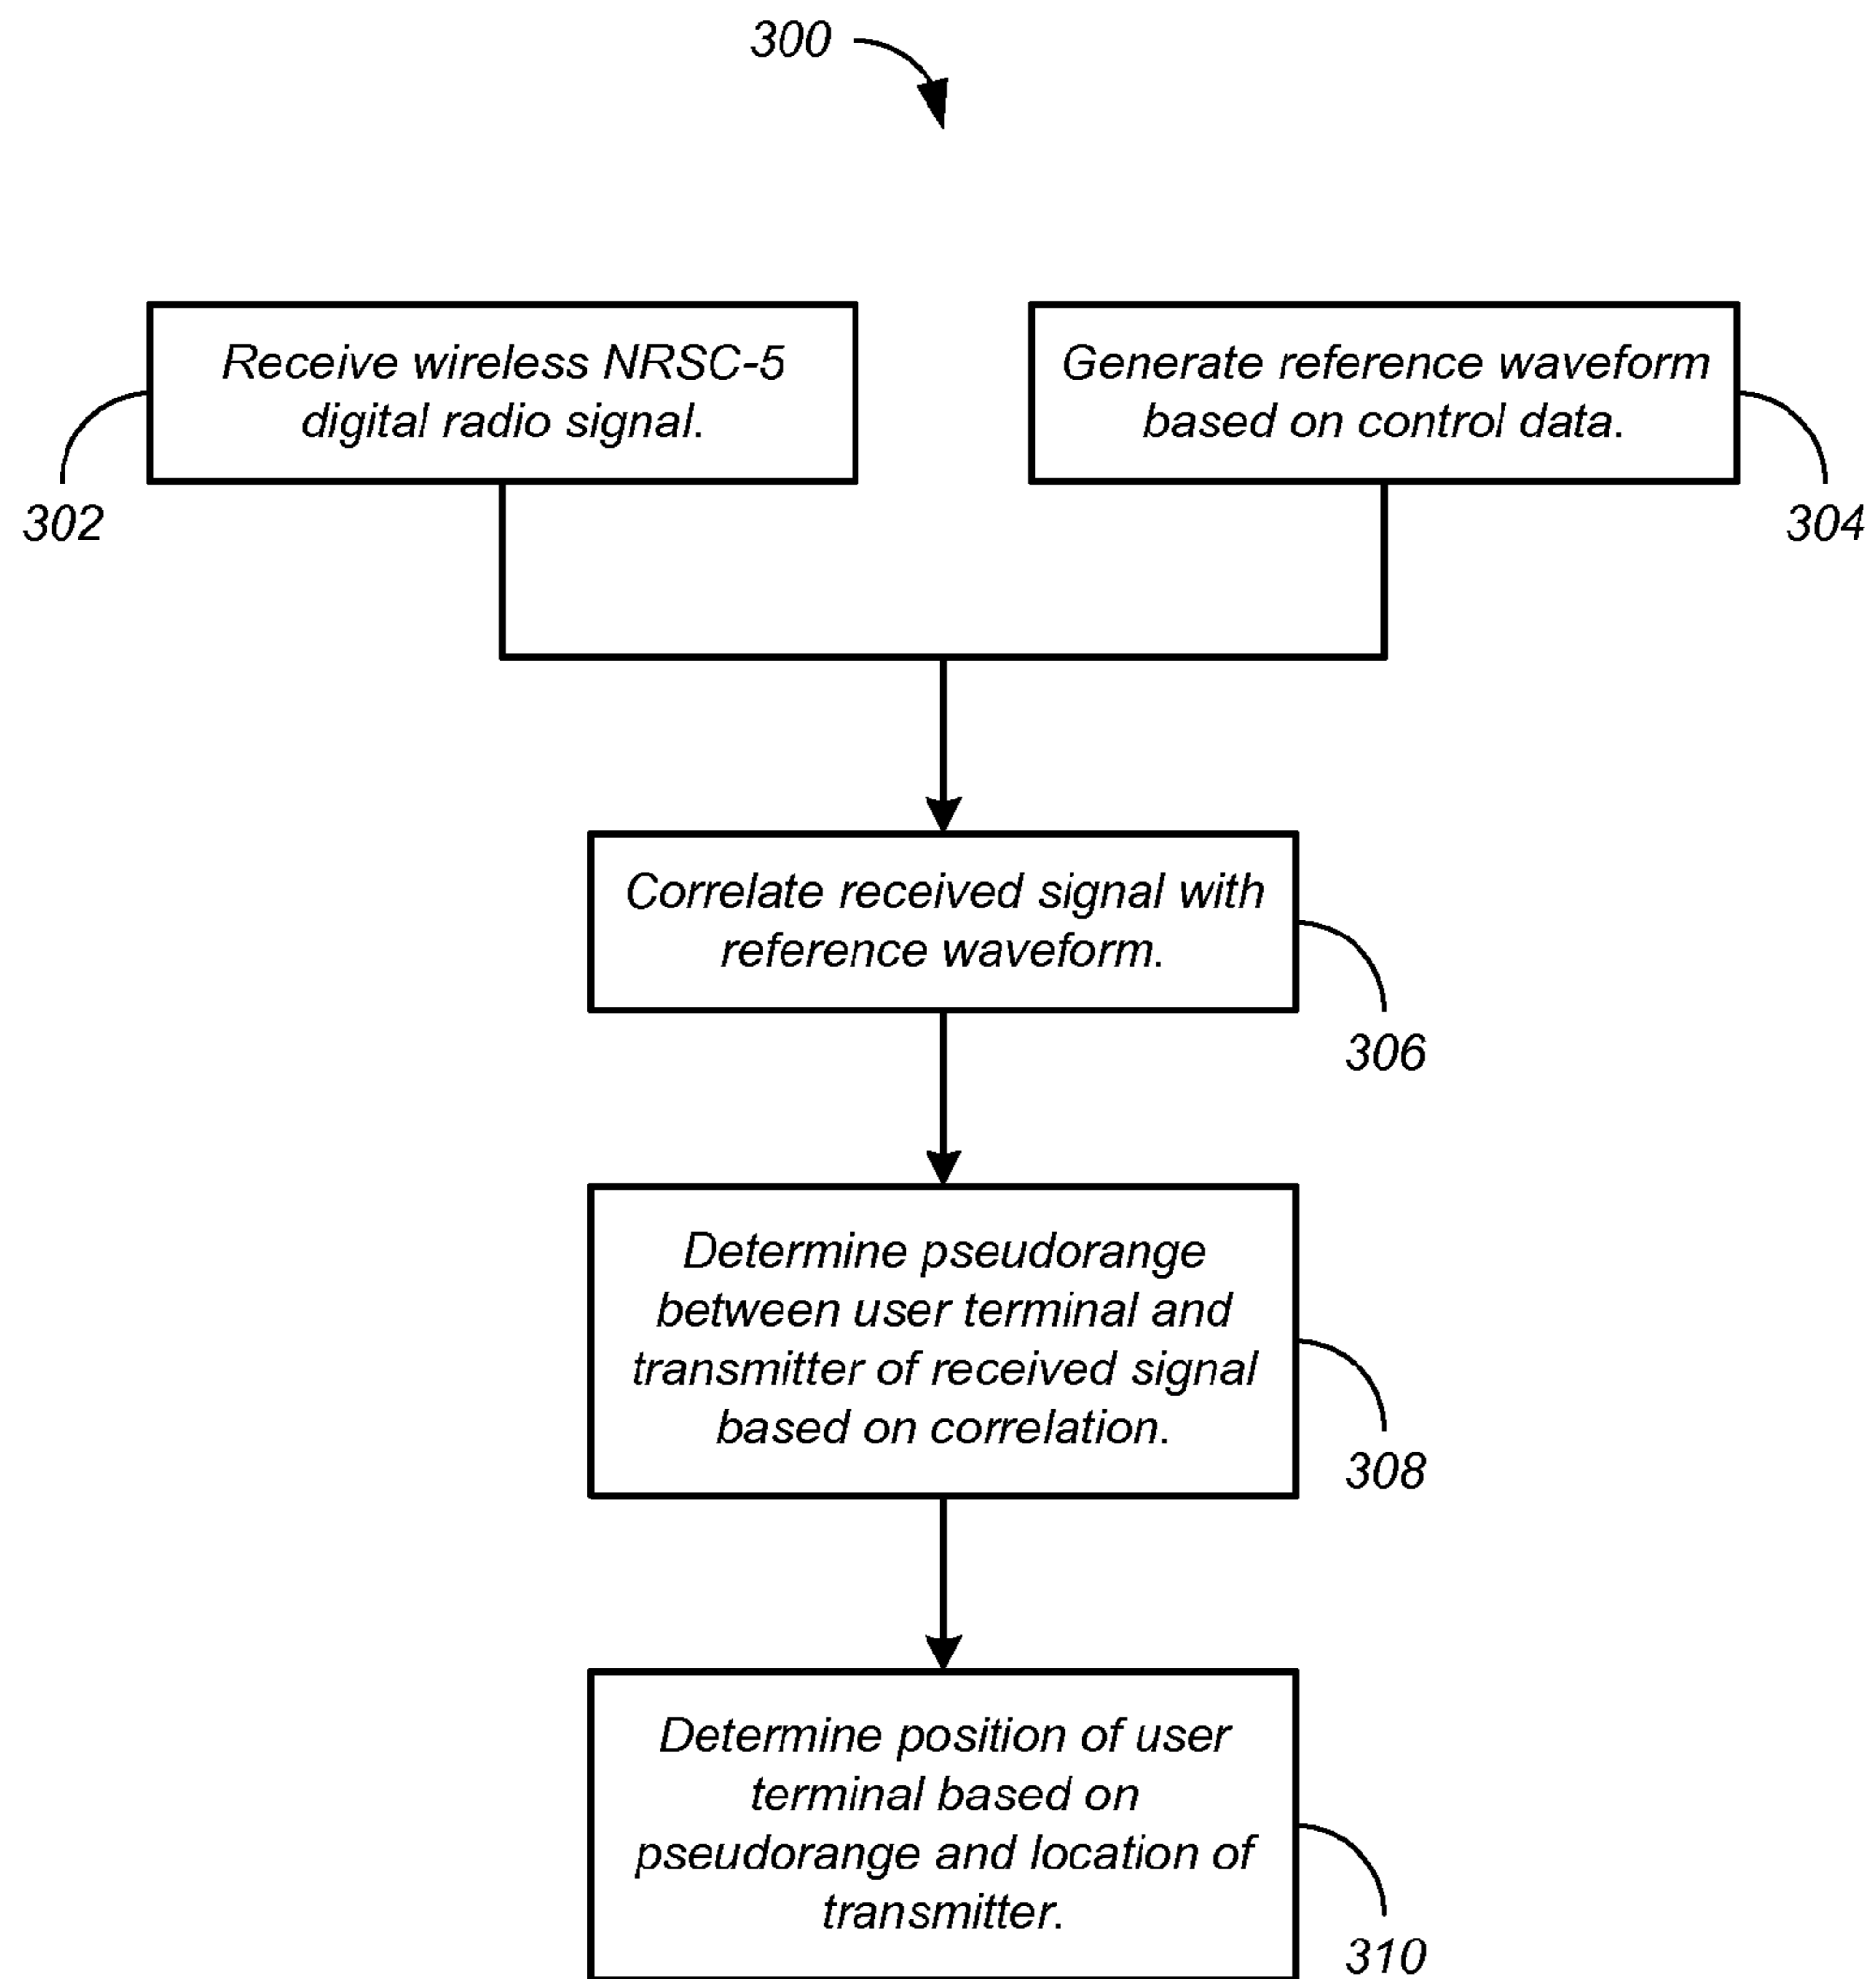 300
Receive wireless NRSC-5
digital radio signal.
302
Generate reference waveform
based on control data.
304
Correlate received signal with
reference waveform.
306
Determine pseudorange
between user terminal and
transmitter of received signal
based on correlation.
308
Determine position of user
terminal based on
pseudorange and location of
transmitter.
310